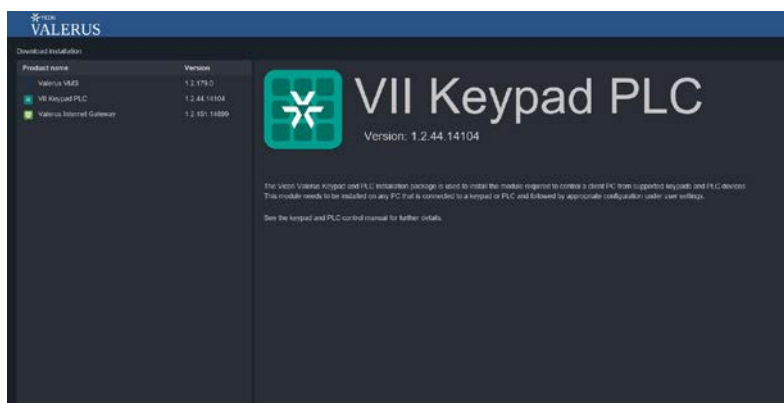 VICON
VALERUS
Download installation
Product name Version
Valerus VMS 1.2.179.0
VII Keypad PLC 1.2.44.14104
Valerus Internet Gateway 1.2.151.14899
VII Keypad PLC
Version: 1.2.44.14104
The Vicon Valerus Keypad and PLC installation package is used to install the module required to control a client PC from supported keypads and PLC devices.
This module needs to be installed on any PC that is connected to a keypad or PLC and followed by appropriate configuration under user settings.
See the keypad and PLC control manual for further details.